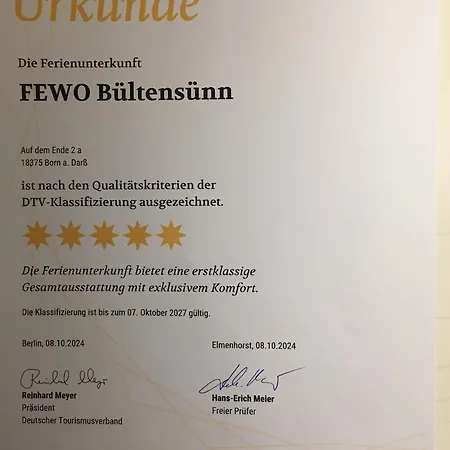 Urkunde
Die Ferienunterkunft
FEWO Bültensünn
Auf dem Ende 2 a
18375 Born a. Darß
ist nach den Qualitätskriterien der
DTV-Klassifizierung ausgezeichnet.
Die Ferienunterkunft bietet eine erstklassige
Gesamtausstattung mit exklusivem Komfort.
Die Klassifizierung ist bis zum 07. Oktober 2027 gültig.
Berlin, 08.10.2024
Elmenhorst, 08.10.2024
Reinhard Meyer
Präsident
Deutscher Tourismusverband
Hans-Erich Meier
Freier Prüfer